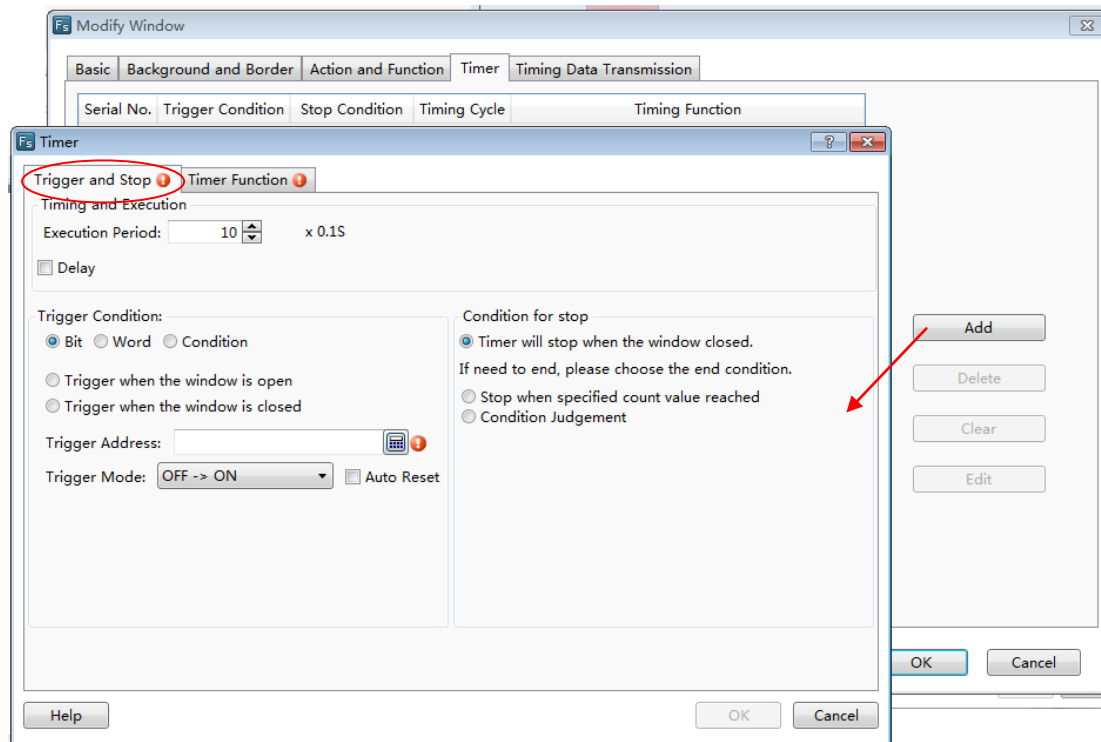 Fs Modify Window
Basic Background and Border Action and Function Timer Timing Data Transmission
Serial No. Trigger Condition Stop Condition Timing Cycle Timing Function
Fs Timer
Trigger and Stop Timer Function
Timing and Execution
Execution Period: 10 x 0.1S
Delay
Trigger Condition:
Bit Word Condition
Trigger when the window is open
Trigger when the window is closed
Trigger Address:
Trigger Mode: OFF -> ON Auto Reset
Condition for stop
Timer will stop when the window closed.
If need to end, please choose the end condition.
Stop when specified count value reached
Condition Judgement
Add
Delete
Clear
Edit
OK Cancel
Help OK Cancel